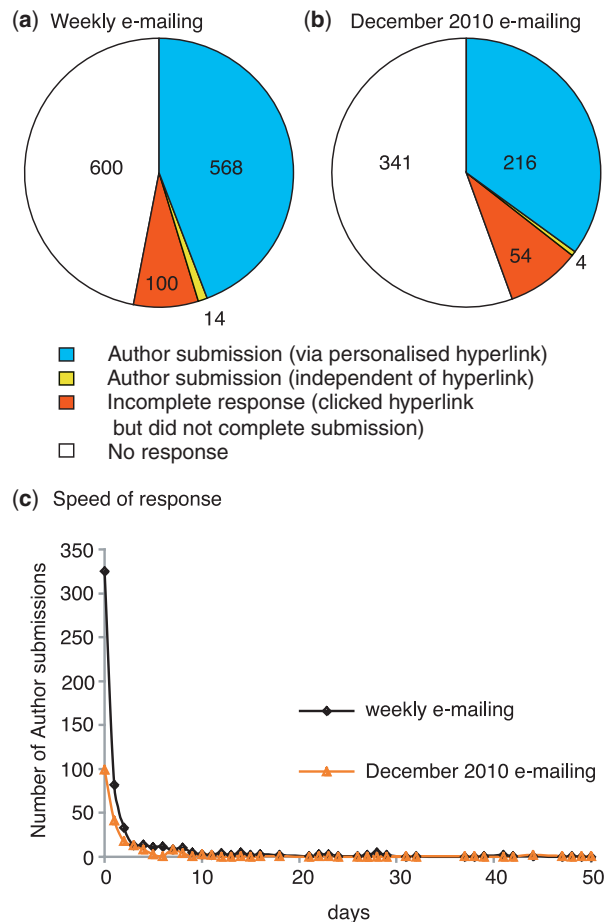 (a) Weekly e-mailing
(b) December 2010 e-mailing
600
568
100
14
341
216
54
4
Author submission (via personalised hyperlink)
Author submission (independent of hyperlink)
Incomplete response (clicked hyperlink
but did not complete submission)
No response
(c) Speed of response
Number of Author submissions
350
300
250
200
150
100
50
0
weekly e-mailing
December 2010 e-mailing
0
10
20
30
40
50
days